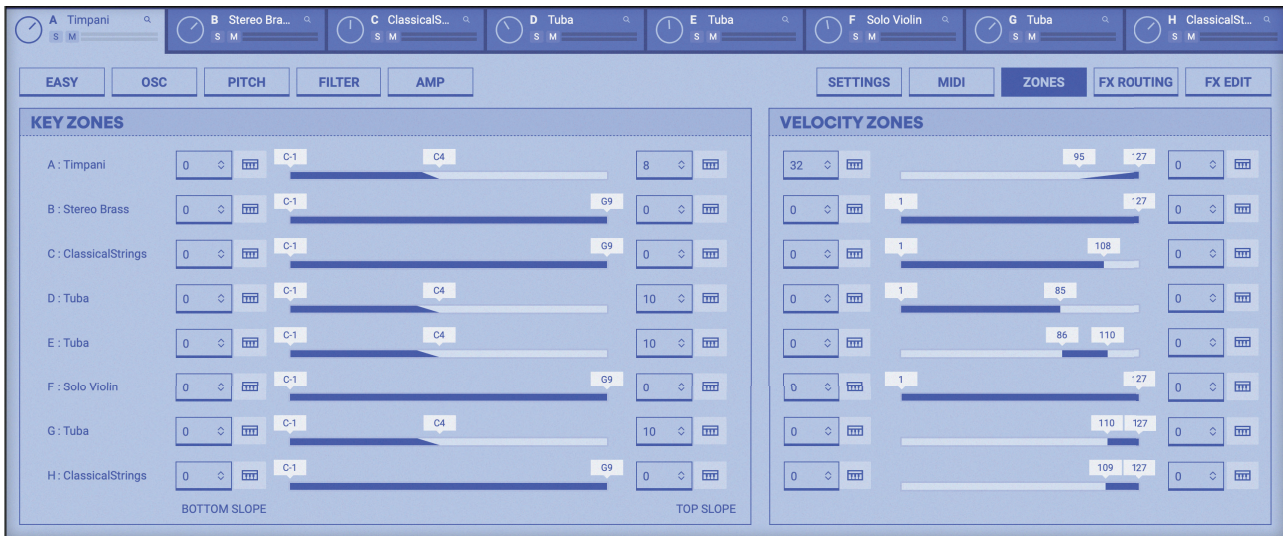 A Timpani B Stereo Bra... C ClassicalS... D Tuba E Tuba F Solo Violin G Tuba H ClassicalSt...
S M S M S M S M S M S M S M S M
EASY OSC PITCH FILTER AMP SETTINGS MIDI ZONES FX ROUTING FX EDIT
KEY ZONES VELOCITY ZONES
A : Timpani 0 C-1 C4 8 32 95 127 0
B : Stereo Brass 0 C-1 G9 0 0 1 127 0
C : ClassicalStrings 0 C-1 G9 0 0 1 108 0
D : Tuba 0 C-1 C4 10 0 1 85 0
E : Tuba 0 C-1 C4 10 0 86 110 0
F : Solo Violin 0 C-1 G9 0 0 1 127 0
G : Tuba 0 C-1 C4 10 0 110 127 0
H : ClassicalStrings 0 C-1 G9 0 0 109 127 0
BOTTOM SLOPE TOP SLOPE